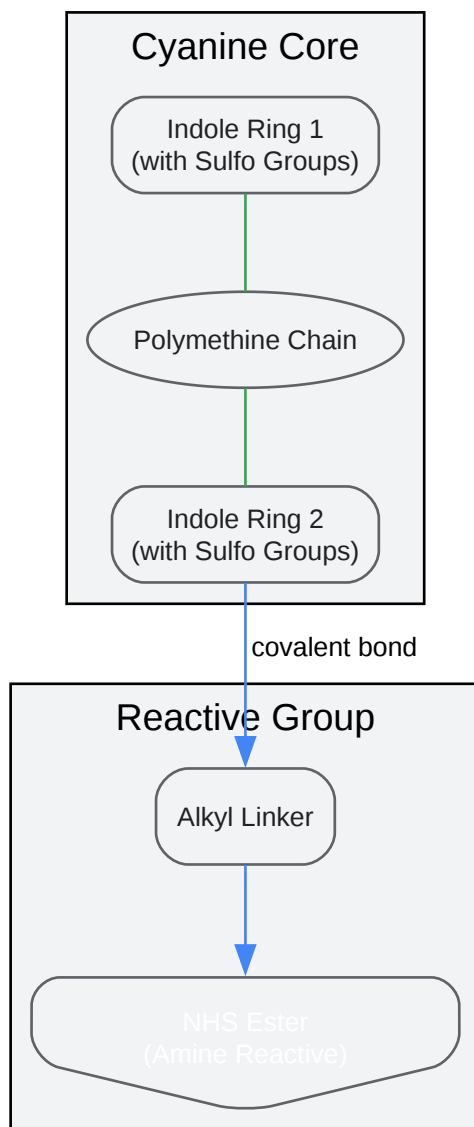 Cyanine Core
Indole Ring 1
(with Sulfo Groups)
Polymethine Chain
Indole Ring 2
(with Sulfo Groups)
covalent bond
Reactive Group
Alkyl Linker
NHS Ester
(Amine Reactive)